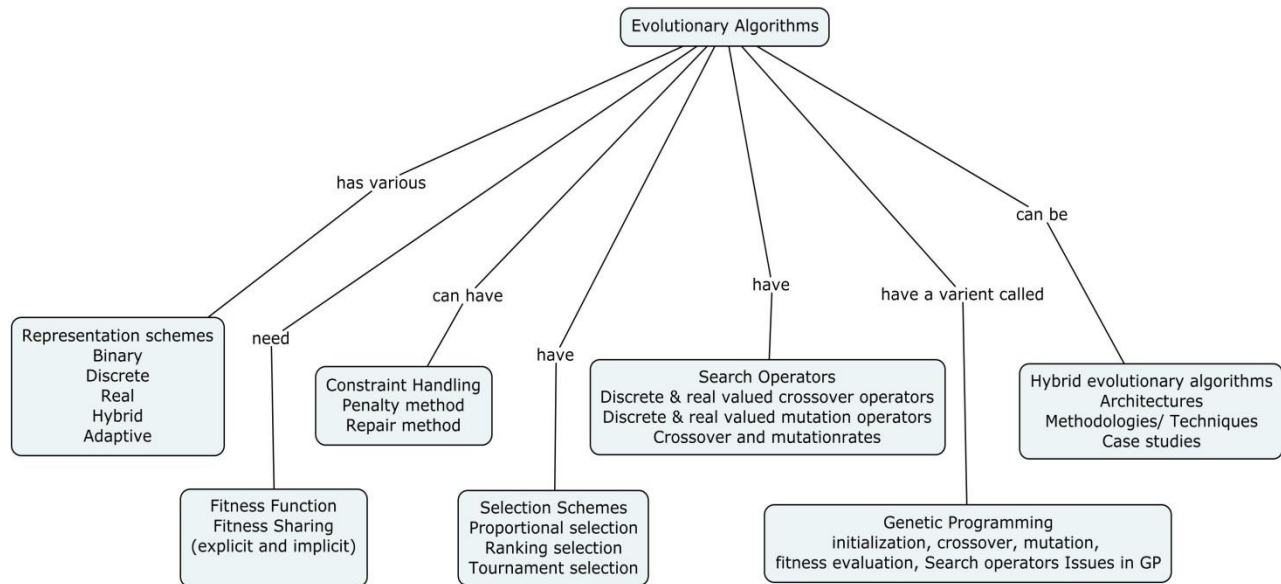 Evolutionary Algorithms
has various
can be
can have
have
have a varient called
need
have
Representation schemes
Binary
Discrete
Real
Hybrid
Adaptive
Constraint Handling
Penalty method
Repair method
Search Operators
Discrete & real valued crossover operators
Discrete & real valued mutation operators
Crossover and mutationrates
Hybrid evolutionary algorithms
Architectures
Methodologies/ Techniques
Case studies
Fitness Function
Fitness Sharing
(explicit and implicit)
Selection Schemes
Proportional selection
Ranking selection
Tournament selection
Genetic Programming
initialization, crossover, mutation,
fitness evaluation, Search operators Issues in GP